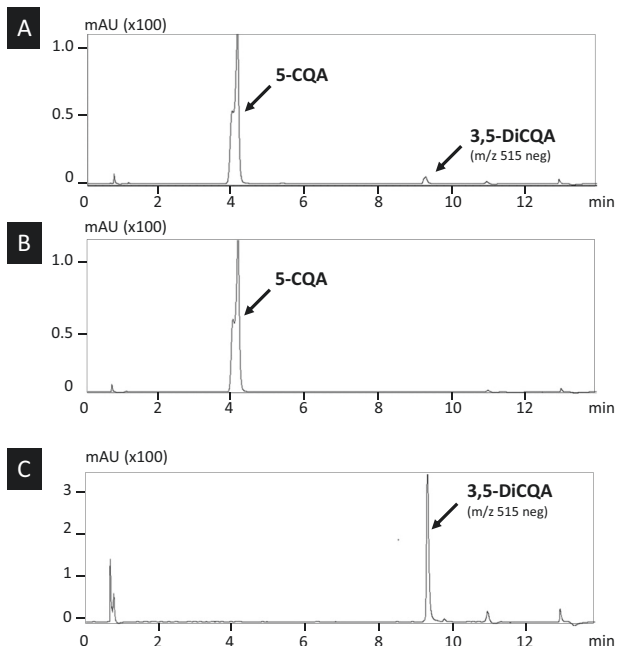 A
mAU (x100)
1.0
0.5
0
5-CQA
3,5-DiCQA
(m/z 515 neg)
0 2 4 6 8 10 12 min
B
mAU (x100)
1.0
0.5
0
5-CQA
0 2 4 6 8 10 12 min
C
mAU (x100)
3
2
1
0
3,5-DiCQA
(m/z 515 neg)
0 2 4 6 8 10 12 min